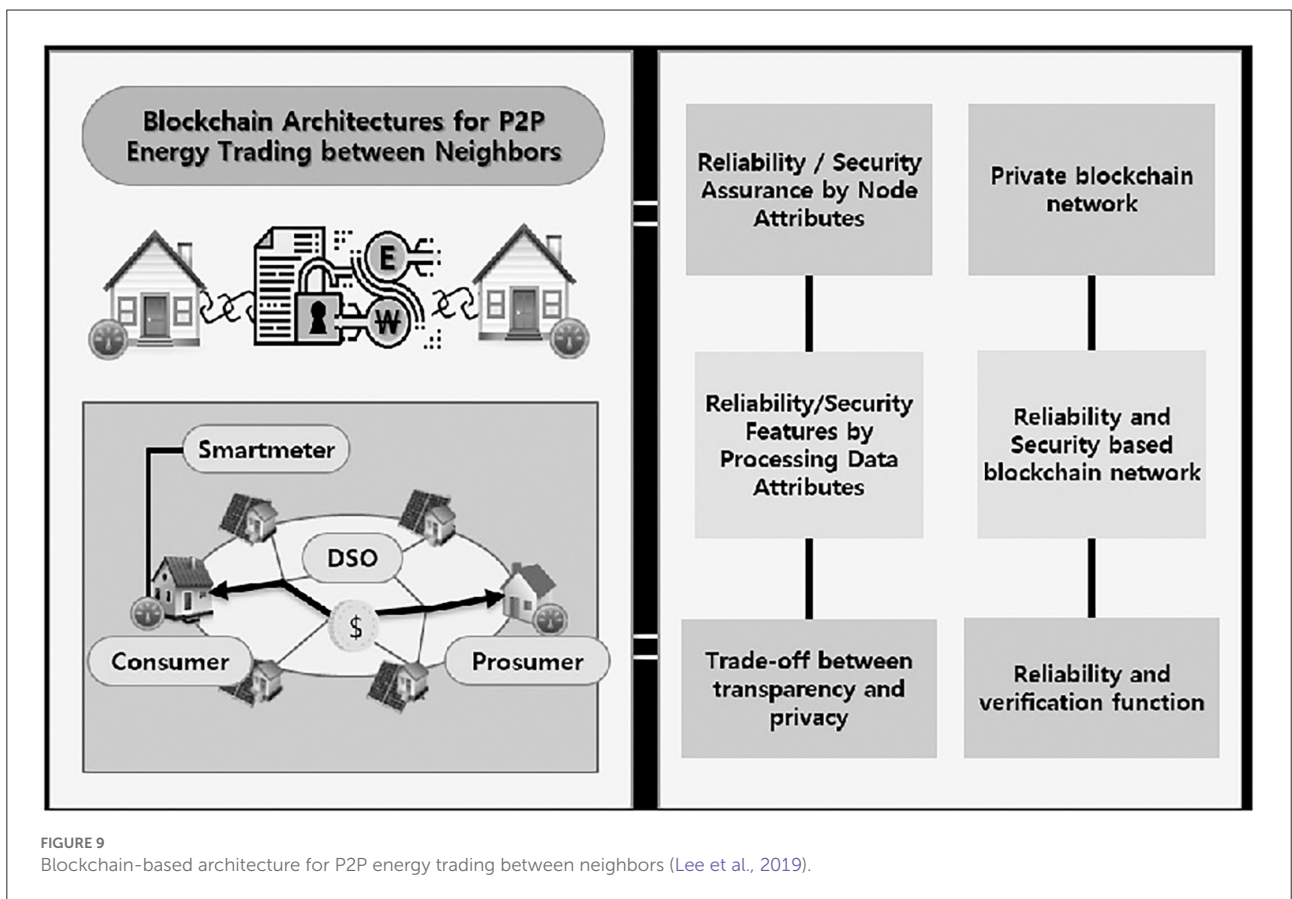 Blockchain Architectures for P2P
Energy Trading between Neighbors
E
₩
Smartmeter
DSO
$
Consumer
Prosumer
Reliability / Security
Assurance by Node
Attributes
Private blockchain
network
Reliability/Security
Features by
Processing Data
Attributes
Reliability and
Security based
blockchain network
Trade-off between
transparency and
privacy
Reliability and
verification function
FIGURE 9
Blockchain-based architecture for P2P energy trading between neighbors (Lee et al., 2019).